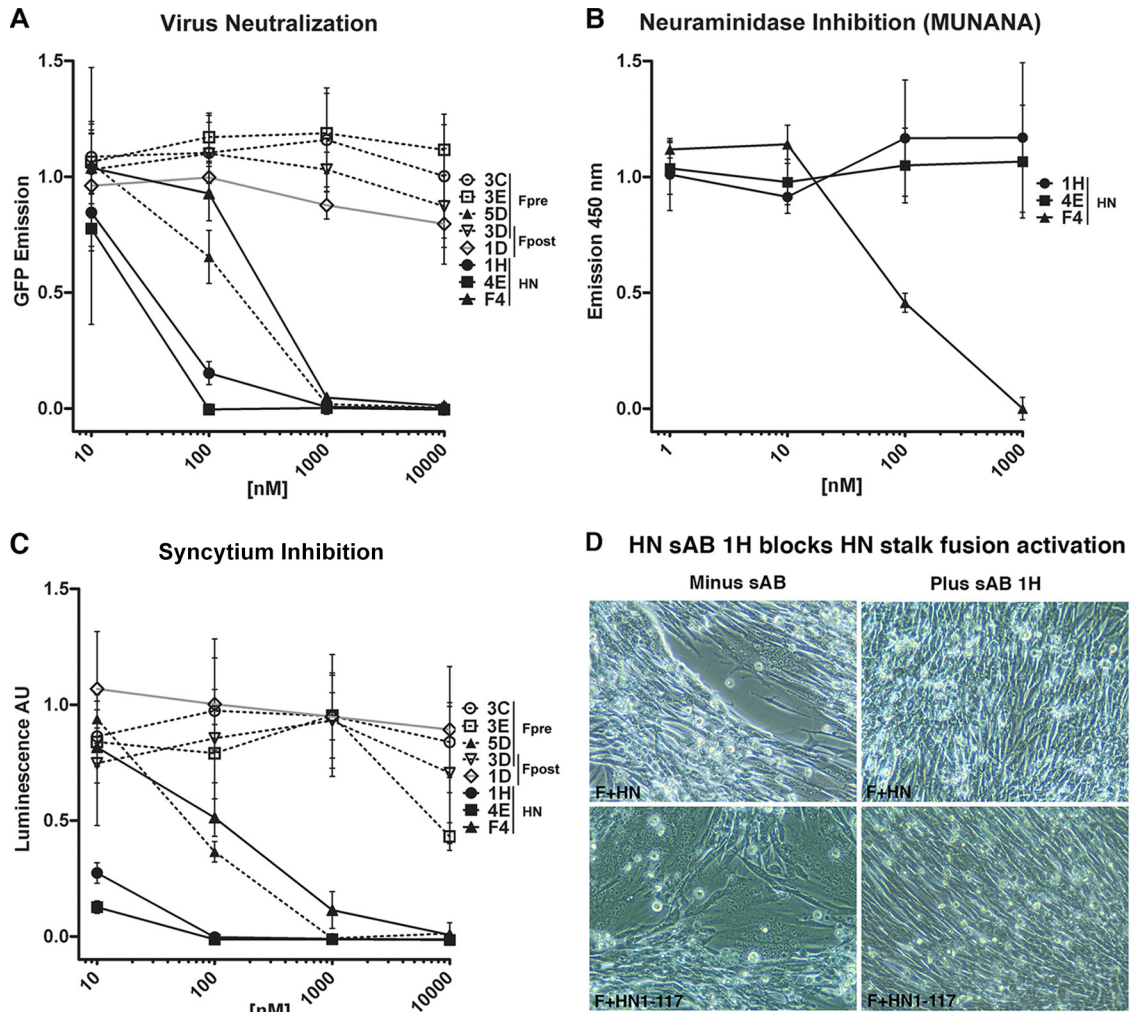 A
Virus Neutralization
GFP Emission
1.5
1.0
0.5
0.0
10
100
1000
10000
[nM]
3C
3E
5D
3D
1D
1H
4E
F4
Fpre
Fpost
HN
B
Neuraminidase Inhibition (MUNANA)
Emission 450 nm
1.5
1.0
0.5
0.0
1
10
100
1000
[nM]
1H
4E
F4
HN
C
Syncytium Inhibition
Luminescence AU
1.5
1.0
0.5
0.0
10
100
1000
10000
[nM]
3C
3E
5D
3D
1D
1H
4E
F4
Fpre
Fpost
HN
D
HN sAB 1H blocks HN stalk fusion activation
Minus sAB
Plus sAB 1H
F+HN
F+HN
F+HN1-117
F+HN1-117